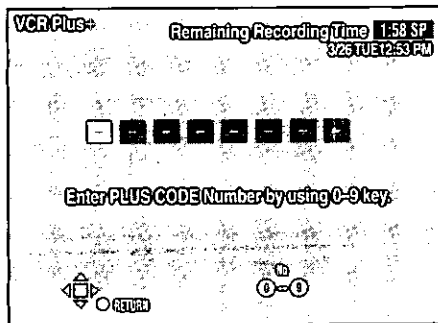 VCR Plus+
Remaining Recording Time 1:58 SP
3/26 TUE 12:53 PM
– – – – – – – –
Enter PLUS CODE Number by using 0–9 key.
No
RETURN
0 – 9